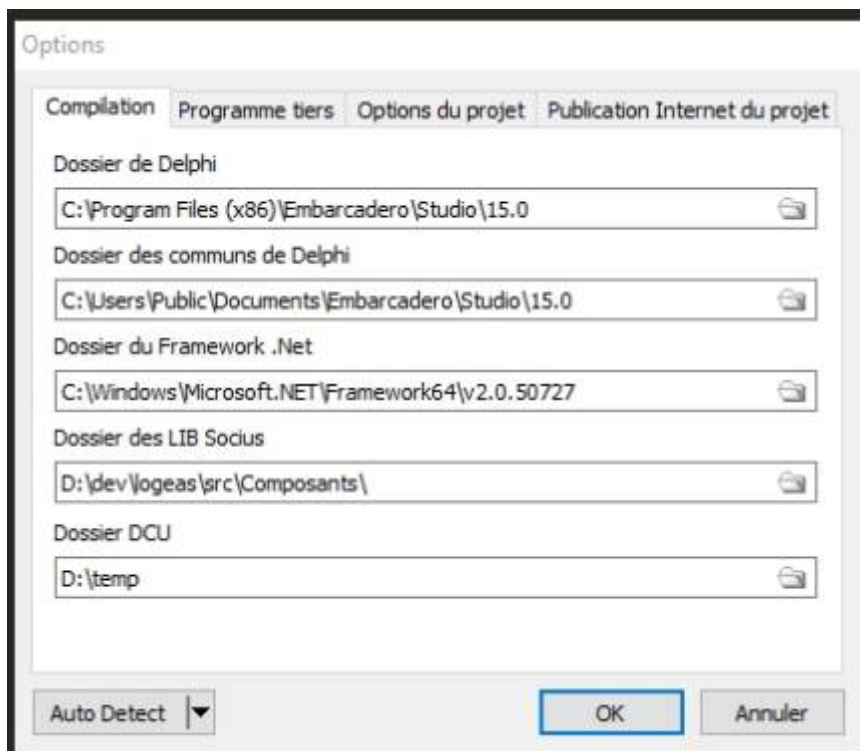 Options
Compilation Programme tiers Options du projet Publication Internet du projet
Dossier de Delphi
C:\Program Files (x86)\Embarcadero\Studio\15.0
Dossier des communs de Delphi
C:\Users\Public\Documents\Embarcadero\Studio\15.0
Dossier du Framework .Net
C:\Windows\Microsoft.NET\Framework64\v2.0.50727
Dossier des LIB Socius
D:\dev\logeas\src\Composants\
Dossier DCU
D:\temp
Auto Detect OK Annuler